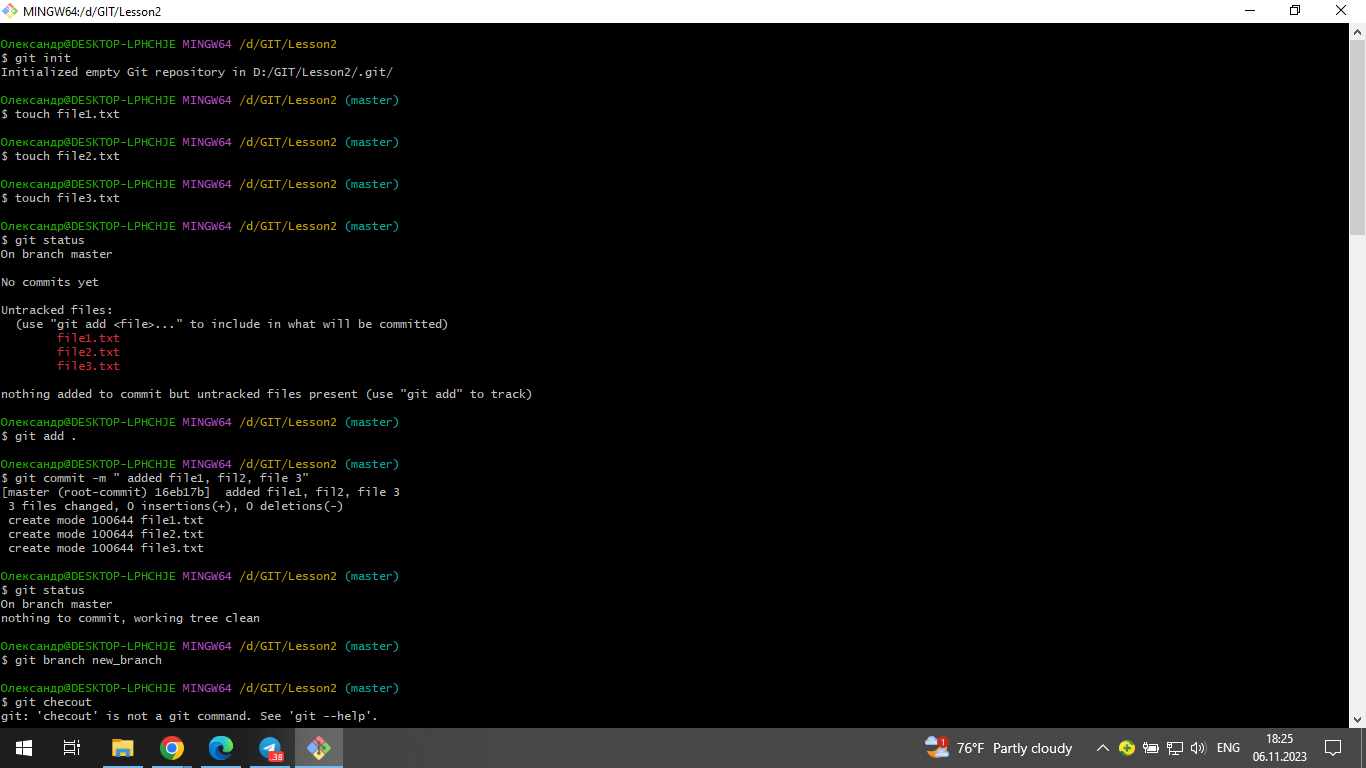 MINGW64:/d/GIT/Lesson2
Олександр@DESKTOP-LPHCHJE MINGW64 /d/GIT/Lesson2
$ git init
Initialized empty Git repository in D:/GIT/Lesson2/.git/
Олександр@DESKTOP-LPHCHJE MINGW64 /d/GIT/Lesson2 (master)
$ touch file1.txt
Олександр@DESKTOP-LPHCHJE MINGW64 /d/GIT/Lesson2 (master)
$ touch file2.txt
Олександр@DESKTOP-LPHCHJE MINGW64 /d/GIT/Lesson2 (master)
$ touch file3.txt
Олександр@DESKTOP-LPHCHJE MINGW64 /d/GIT/Lesson2 (master)
$ git status
On branch master
No commits yet
Untracked files:
  (use "git add <file>..." to include in what will be committed)
        file1.txt
        file2.txt
        file3.txt
nothing added to commit but untracked files present (use "git add" to track)
Олександр@DESKTOP-LPHCHJE MINGW64 /d/GIT/Lesson2 (master)
$ git add .
Олександр@DESKTOP-LPHCHJE MINGW64 /d/GIT/Lesson2 (master)
$ git commit -m " added file1, fil2, file 3"
[master (root-commit) 16eb17b]  added file1, fil2, file 3
 3 files changed, 0 insertions(+), 0 deletions(-)
 create mode 100644 file1.txt
 create mode 100644 file2.txt
 create mode 100644 file3.txt
Олександр@DESKTOP-LPHCHJE MINGW64 /d/GIT/Lesson2 (master)
$ git status
On branch master
nothing to commit, working tree clean
Олександр@DESKTOP-LPHCHJE MINGW64 /d/GIT/Lesson2 (master)
$ git branch new_branch
Олександр@DESKTOP-LPHCHJE MINGW64 /d/GIT/Lesson2 (master)
$ git checout
git: 'checout' is not a git command. See 'git --help'.
.38
1
76°F Partly cloudy
ENG
18:25
06.11.2023